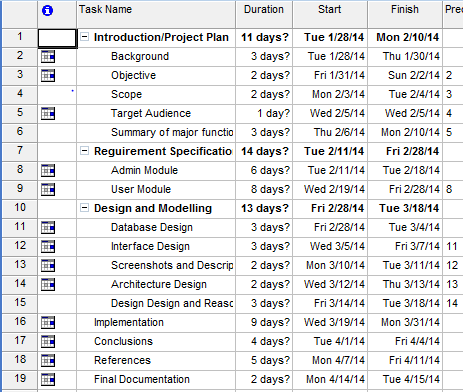 Task Name Duration Start Finish Pred
1 Introduction/Project Plan 11 days? Tue 1/28/14 Mon 2/10/14
2 Background 3 days? Tue 1/28/14 Thu 1/30/14
3 Objective 2 days? Fri 1/31/14 Sun 2/2/14 2
4 Scope 2 days? Mon 2/3/14 Tue 2/4/14 3
5 Target Audience 1 day? Wed 2/5/14 Wed 2/5/14 4
6 Summary of major functio 3 days? Thu 2/6/14 Mon 2/10/14 5
7 Reguirement Specificatio 14 days? Tue 2/11/14 Fri 2/28/14
8 Admin Module 6 days? Tue 2/11/14 Tue 2/18/14
9 User Module 8 days? Wed 2/19/14 Fri 2/28/14 8
10 Design and Modelling 13 days? Fri 2/28/14 Tue 3/18/14
11 Database Design 3 days? Fri 2/28/14 Tue 3/4/14
12 Interface Design 3 days? Wed 3/5/14 Fri 3/7/14 11
13 Screenshots and Descrip 2 days? Mon 3/10/14 Tue 3/11/14 12
14 Architecture Design 2 days? Wed 3/12/14 Thu 3/13/14 13
15 Design Design and Reaso 3 days? Fri 3/14/14 Tue 3/18/14 14
16 Implementation 9 days? Wed 3/19/14 Mon 3/31/14
17 Conclusions 4 days? Tue 4/1/14 Fri 4/4/14
18 References 5 days? Mon 4/7/14 Fri 4/11/14
19 Final Documentation 2 days? Mon 4/14/14 Tue 4/15/14